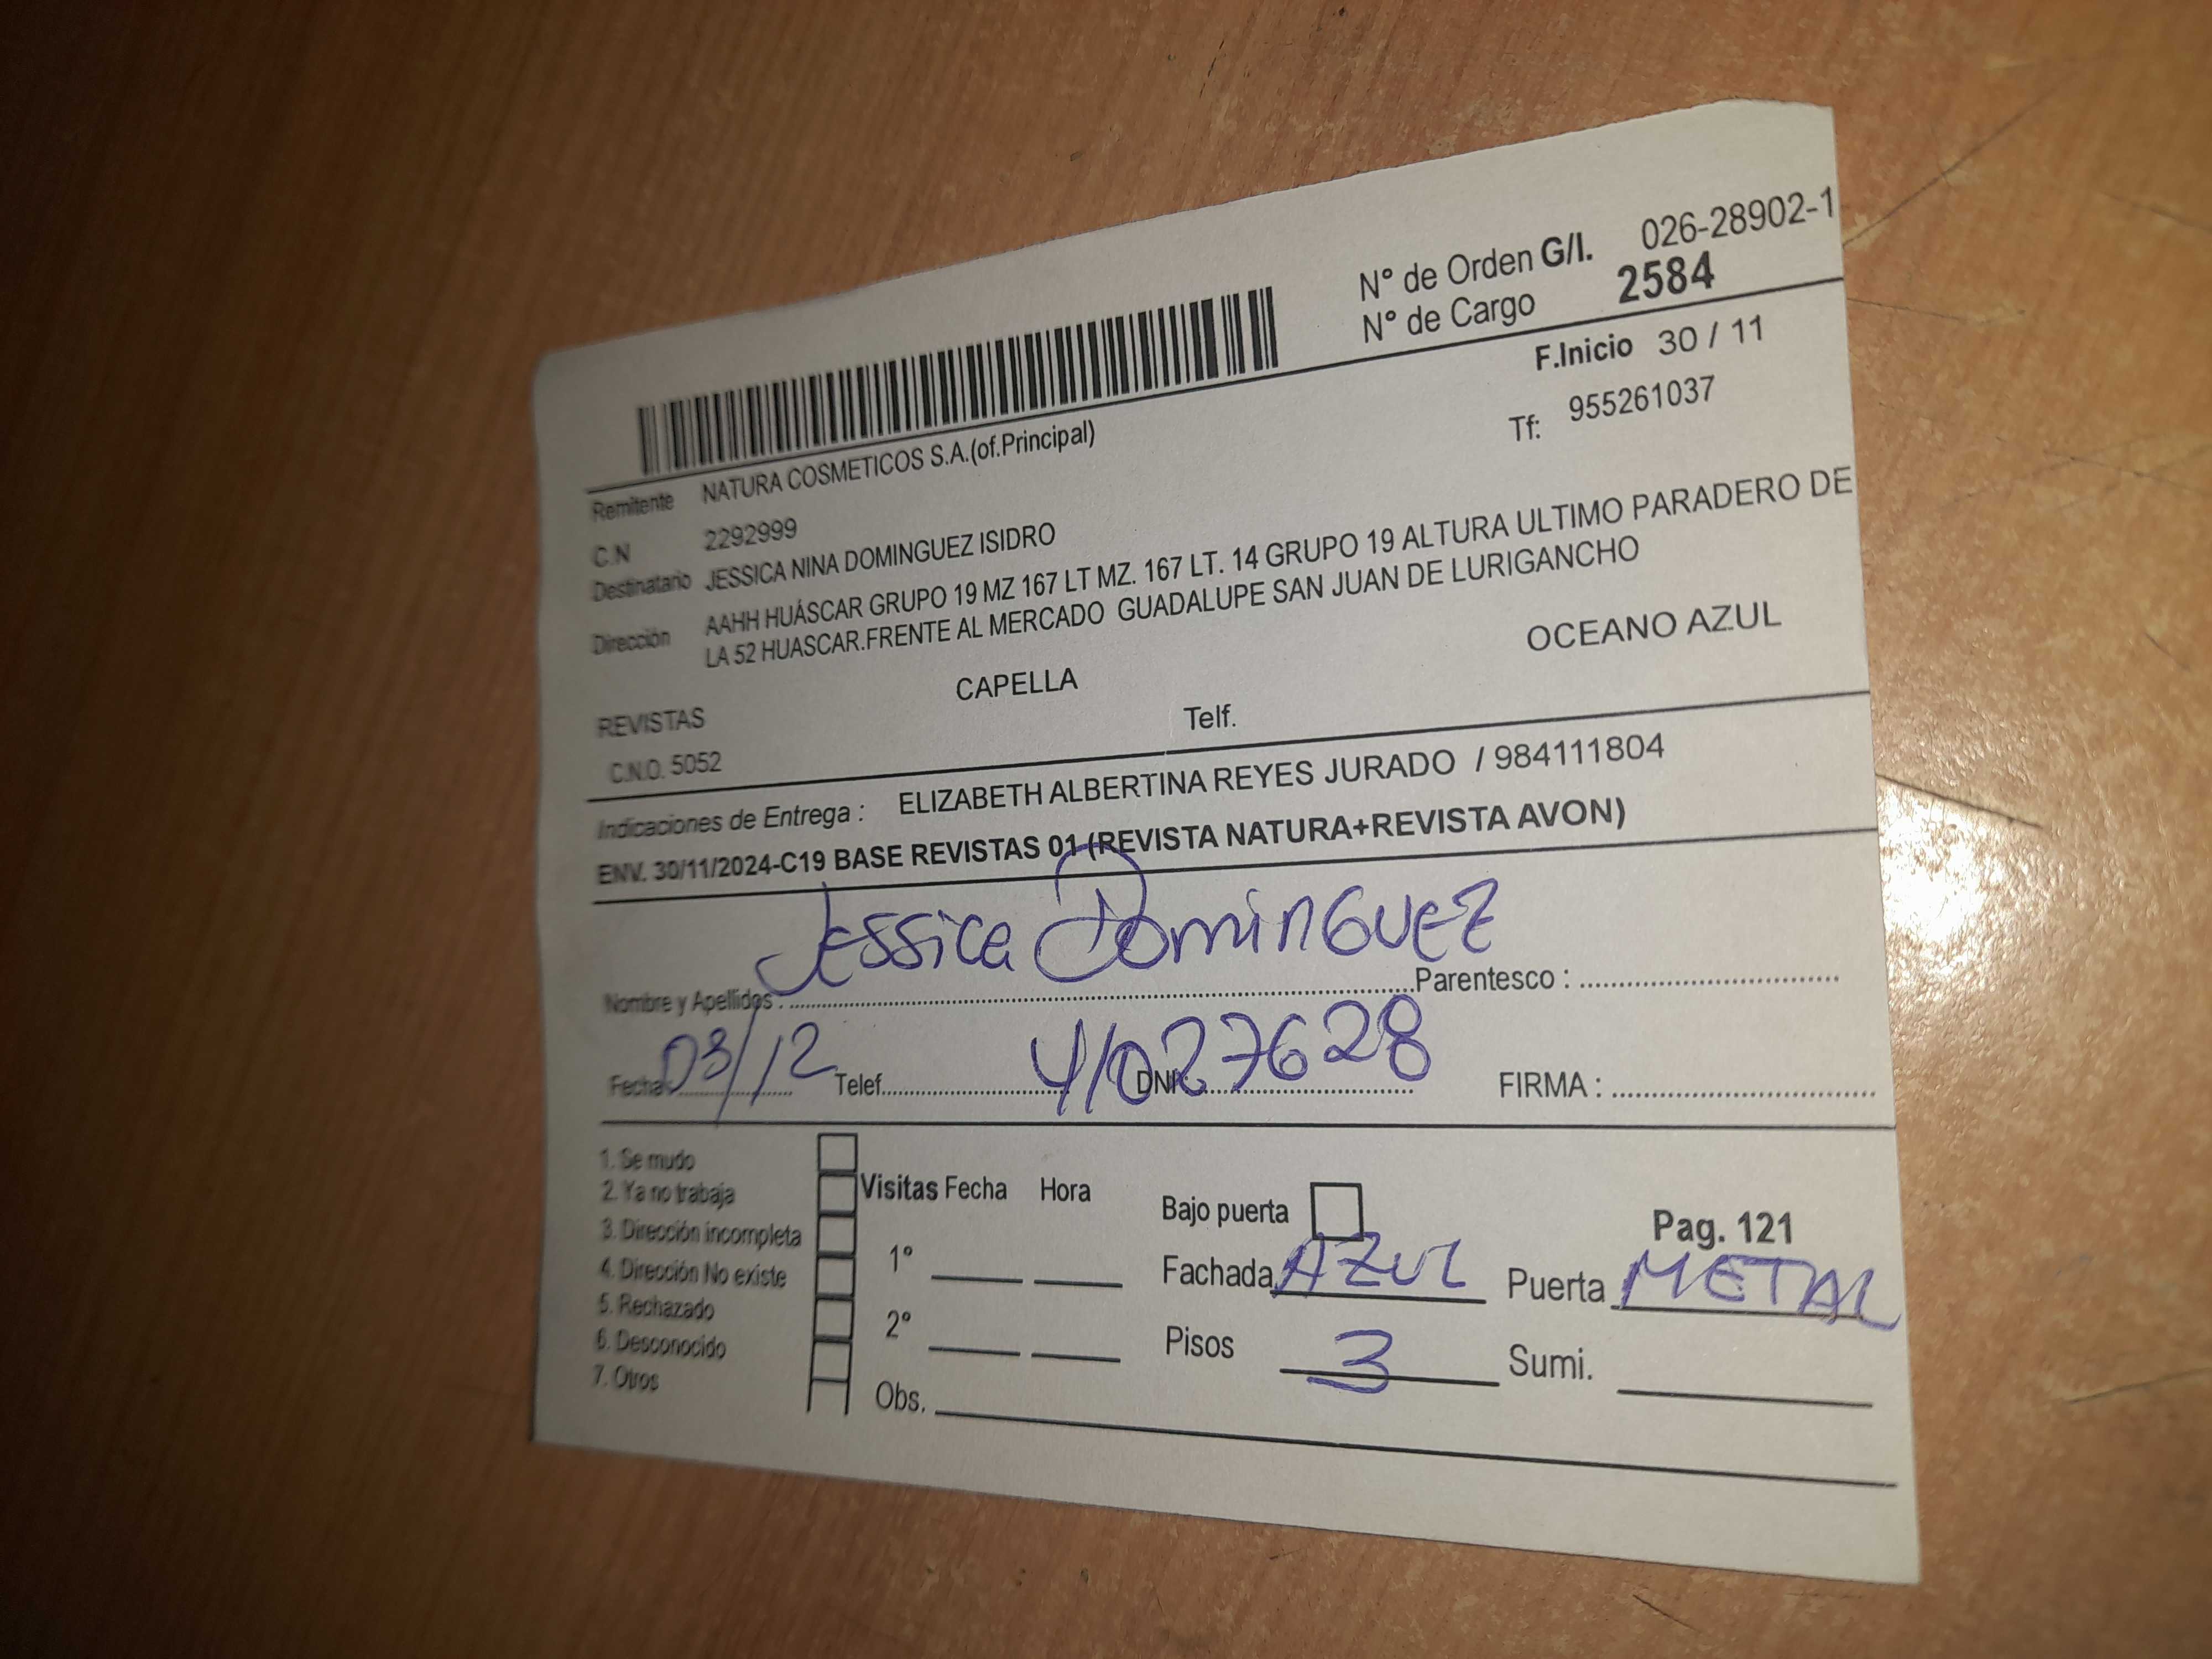 N° de Orden G/I. 026-28902-1
N° de Cargo 2584
F.Inicio 30 / 11
Remitente NATURA COSMETICOS S.A.(of.Principal)
Tf: 955261037
C.N 2292999
Destinatario JESSICA NINA DOMINGUEZ ISIDRO
Dirección AAHH HUÁSCAR GRUPO 19 MZ 167 LT MZ. 167 LT. 14 GRUPO 19 ALTURA ULTIMO PARADERO DE
LA 52 HUASCAR.FRENTE AL MERCADO GUADALUPE SAN JUAN DE LURIGANCHO
REVISTAS CAPELLA OCEANO AZUL
C.N.O. 5052 Telf.
Indicaciones de Entrega : ELIZABETH ALBERTINA REYES JURADO / 984111804
ENV. 30/11/2024-C19 BASE REVISTAS 01 (REVISTA NATURA+REVISTA AVON)
Nombre y Apellidos : Jessica Dominguez Parentesco :
Fecha: 03/12 Telef. DNI: 41027628 FIRMA :
1. Se mudo
2. Ya no trabaja
3. Dirección incompleta
4. Dirección No existe
5. Rechazado
6. Desconocido
7. Otros
Visitas Fecha Hora
1°
2°
Obs.
Bajo puerta Pag. 121
Fachada AZUL Puerta METAL
Pisos 3 Sumi.